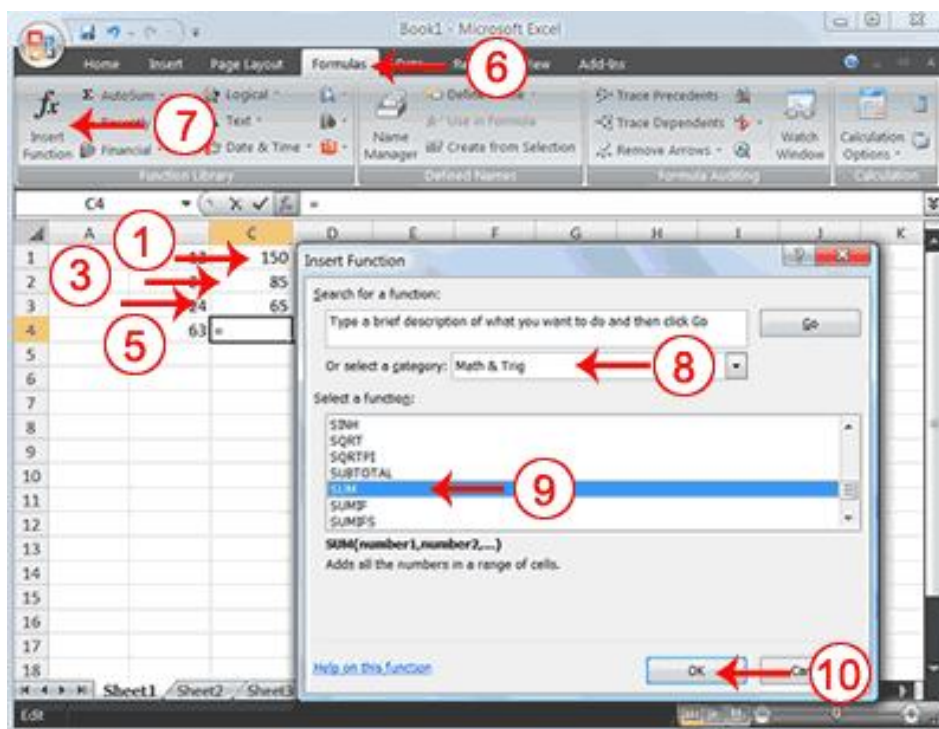 Book1 - Microsoft Excel
Home Insert Page Layout Formulas Add-Ins
6
fx Σ AutoSum Logical Define Trace Precedents
7
Text Use in Formula Trace Dependents
Insert Function Financial Date & Time Name Manager Create from Selection Remove Arrows Watch Window Calculation Options
Function Library Defined Names Formula Auditing Calculation
C4 =
A C D E F G H I J K
1 150
1
2 85
3
3 24 65
4 63 =
5
5
6
7
8
9
10
11
12
13
14
15
16
17
18
Insert Function
Search for a function:
Type a brief description of what you want to do and then click Go
Go
Or select a category: Math & Trig
8
Select a function:
SINH
SQRT
SQRTPI
SUBTOTAL
SUM
9
SUMIF
SUMIFS
SUM(number1,number2,...)
Adds all the numbers in a range of cells.
Help on this function
OK
10
Sheet1 Sheet2 Sheet3
Edit